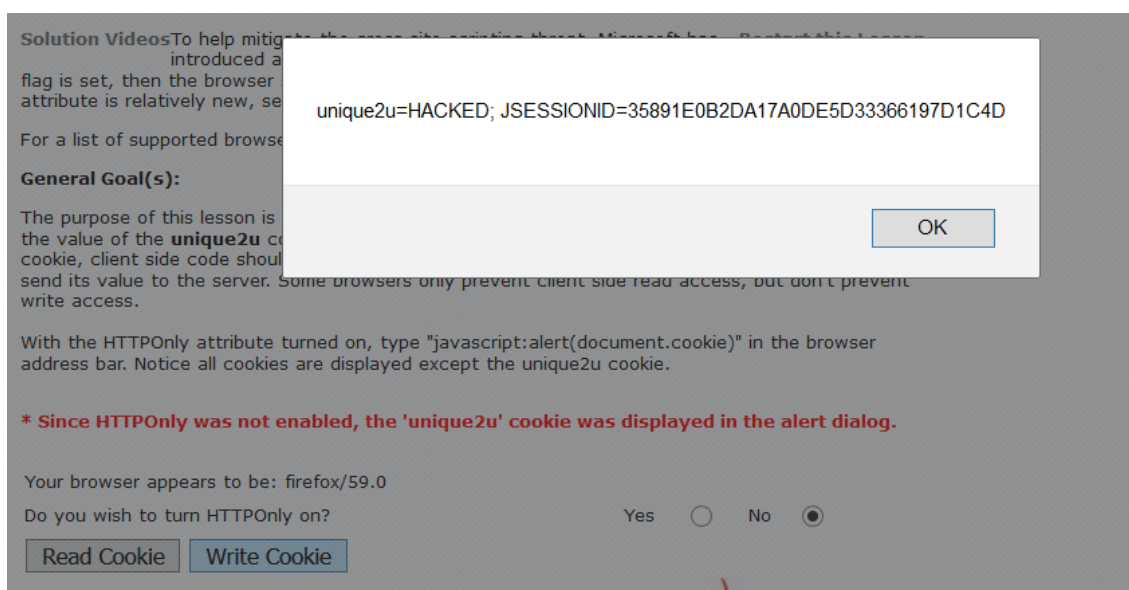 Solution VideosTo help mitig
introduced a
flag is set, then the browser
attribute is relatively new, se
For a list of supported browse
General Goal(s):
The purpose of this lesson is
the value of the unique2u co
cookie, client side code shoul
send its value to the server. Some browsers only prevent client side read access, but don't prevent
write access.
With the HTTPOnly attribute turned on, type "javascript:alert(document.cookie)" in the browser
address bar. Notice all cookies are displayed except the unique2u cookie.
* Since HTTPOnly was not enabled, the 'unique2u' cookie was displayed in the alert dialog.
Your browser appears to be: firefox/59.0
Do you wish to turn HTTPOnly on? Yes No
Read Cookie Write Cookie
unique2u=HACKED; JSESSIONID=35891E0B2DA17A0DE5D33366197D1C4D
OK